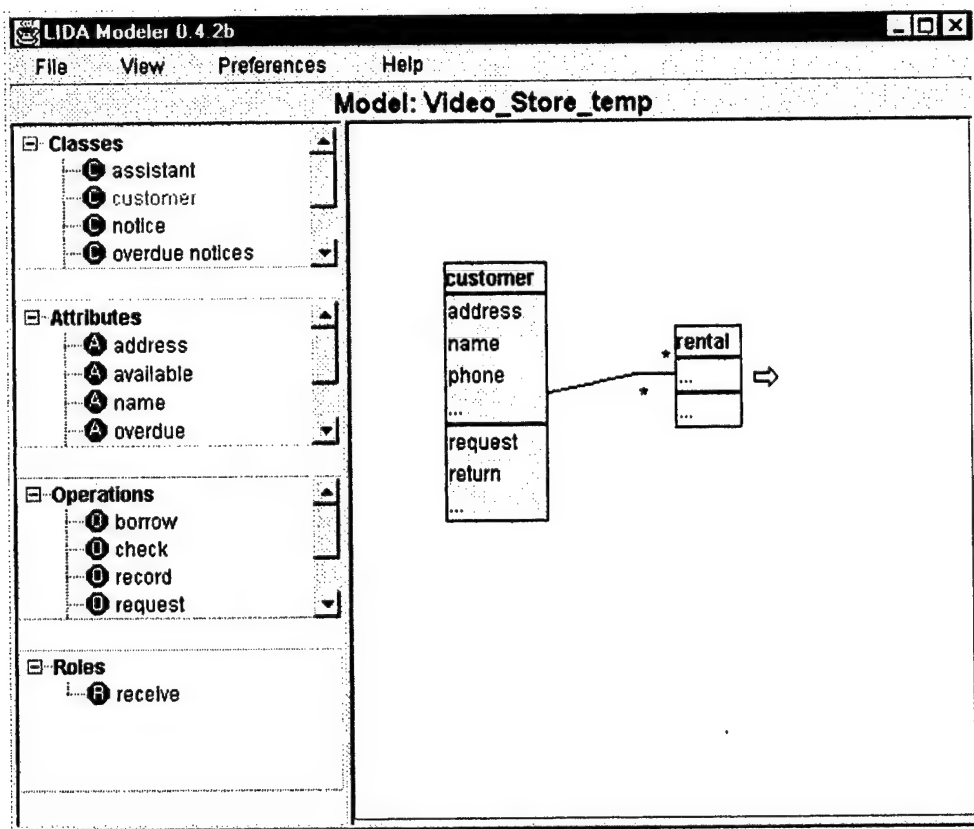 LIDA Modeler 0.4.2b
File View Preferences Help
Model: Video_Store_temp
Classes
C assistant
C customer
C notice
C overdue notices
Attributes
A address
A available
A name
A overdue
Operations
O borrow
O check
O record
O request
Roles
R receive
customer
address
name
phone
...
request
return
...
*
*
rental
...
...